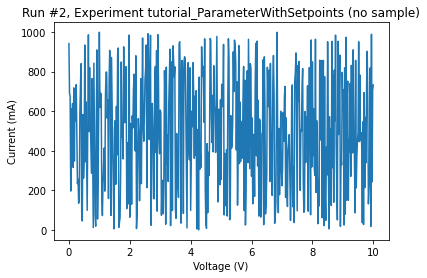 Run #2, Experiment tutorial_ParameterWithSetpoints (no sample)
1000
800
600
400
200
0
Current (mA)
0 2 4 6 8 10
Voltage (V)